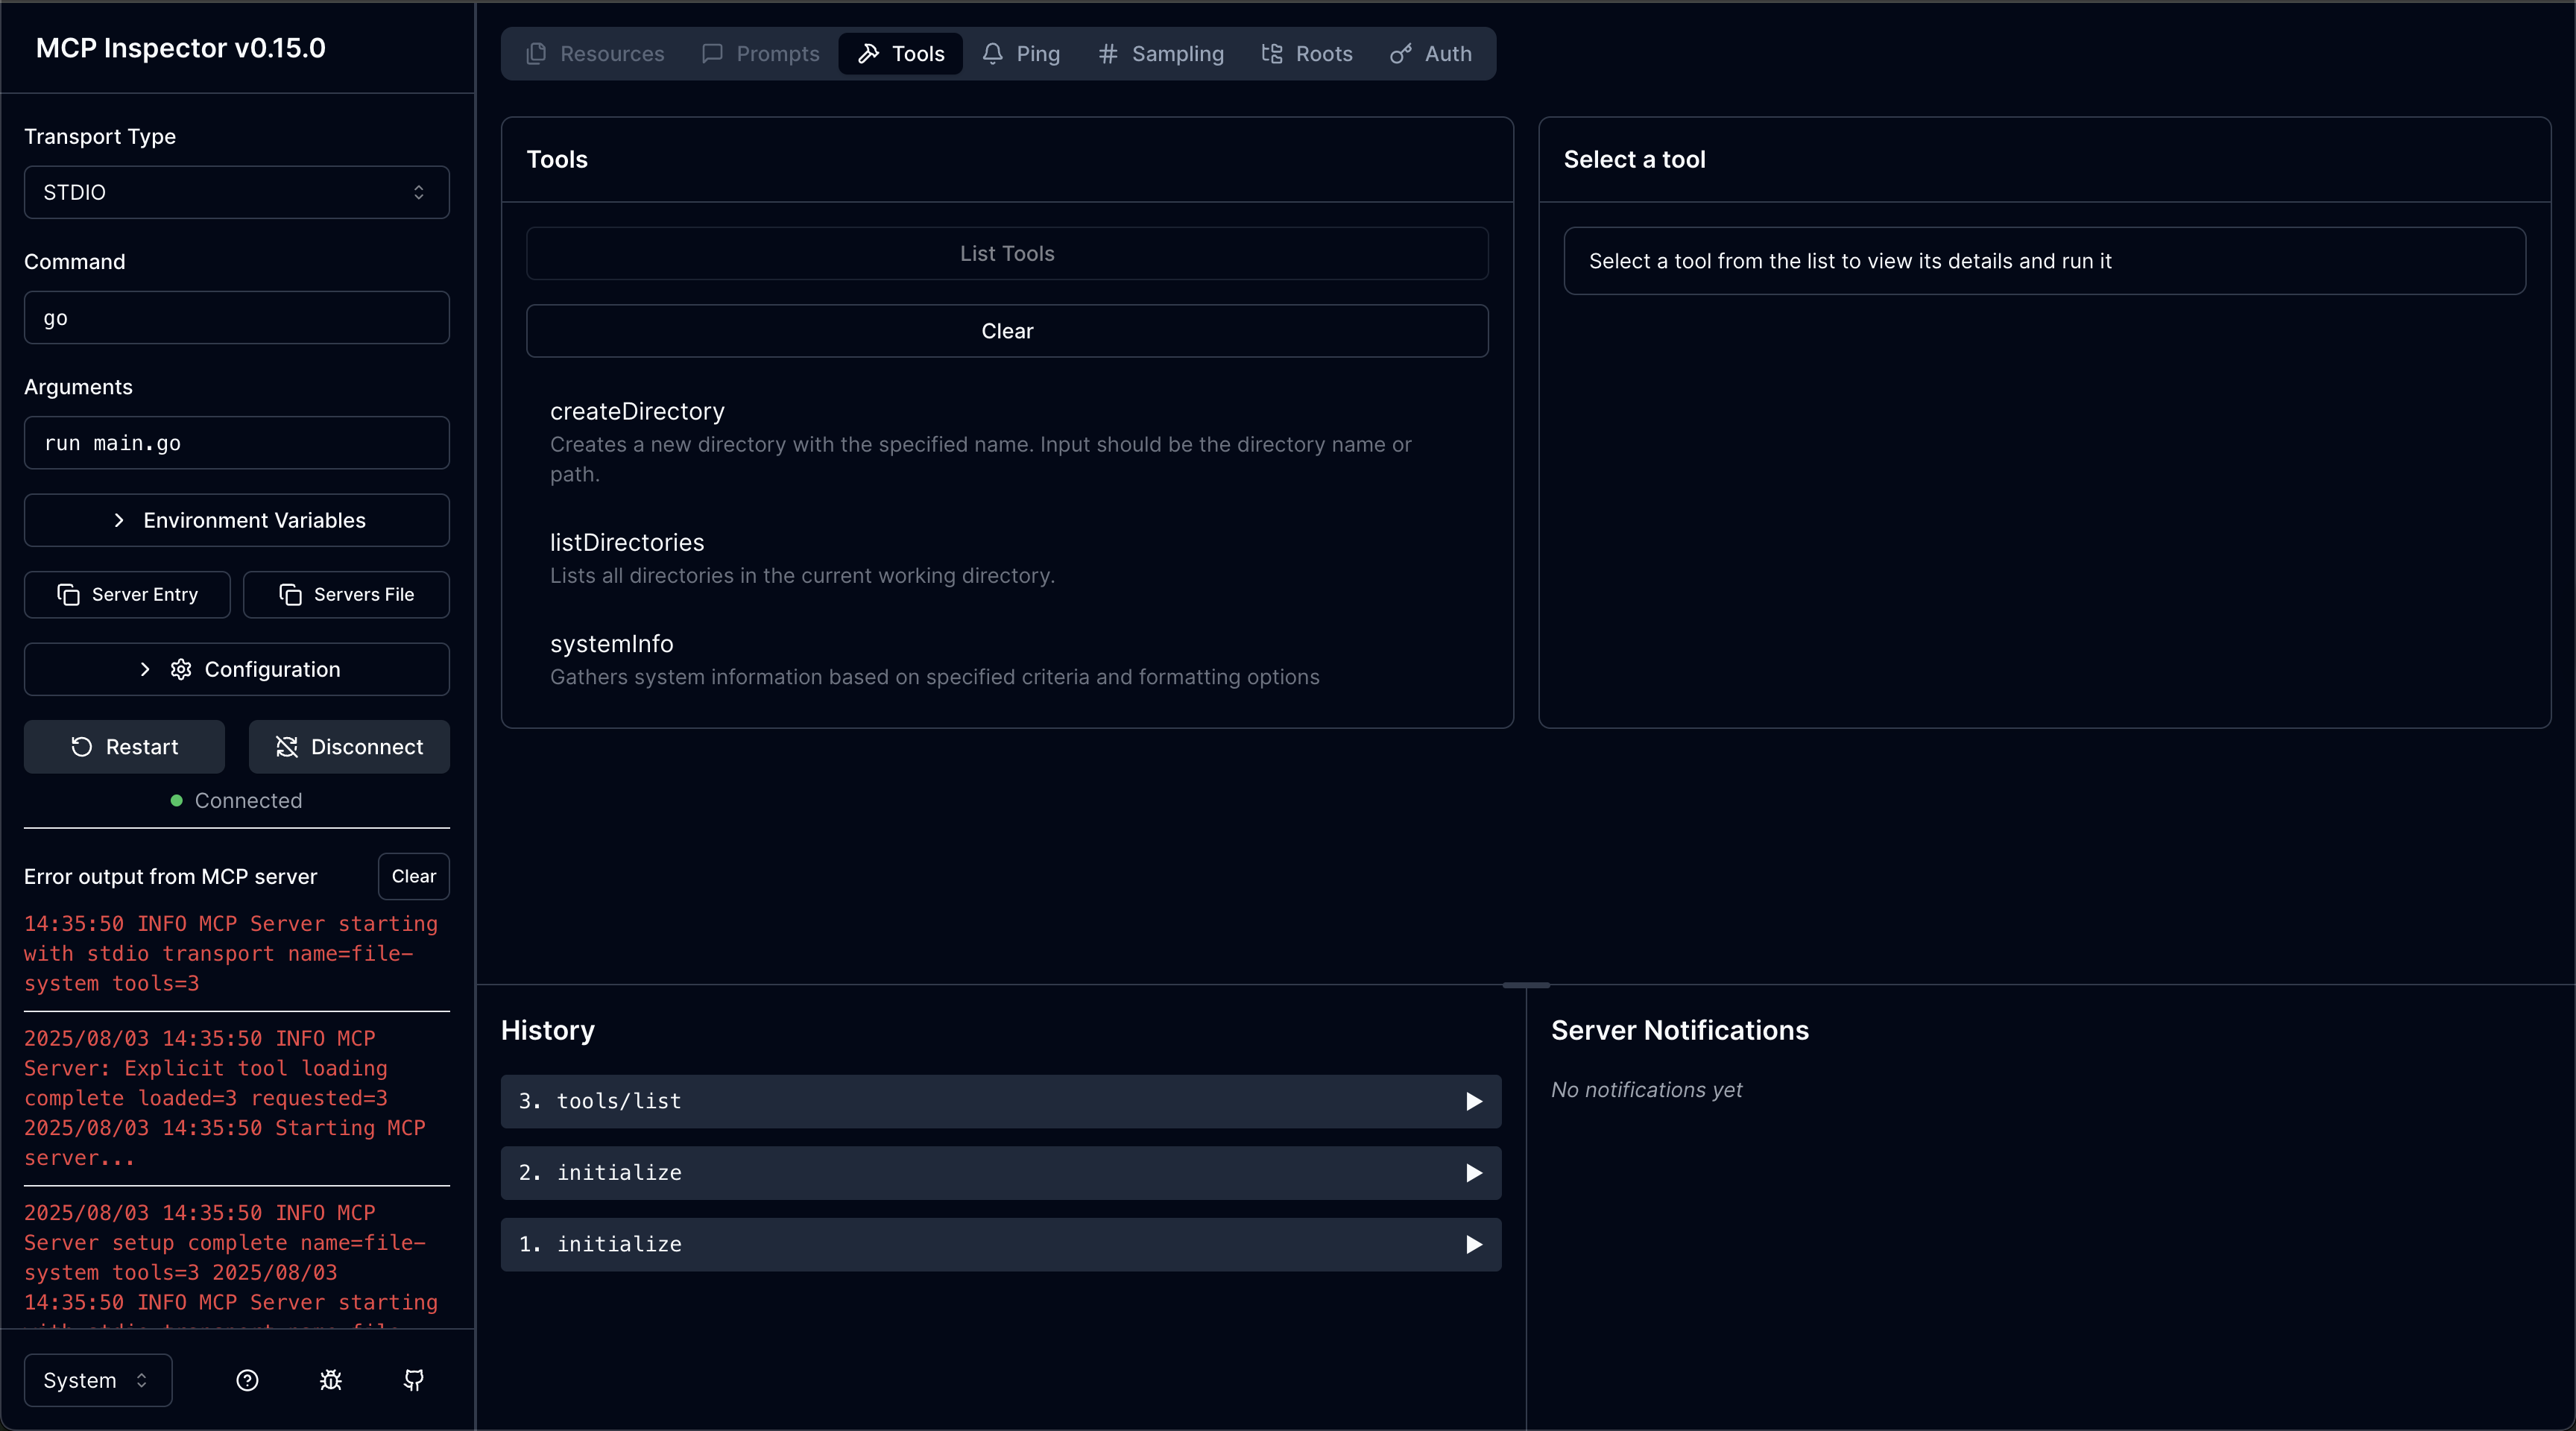 MCP Inspector v0.15.0
Transport Type
STDIO
Command
go
Arguments
run main.go
Environment Variables
Server Entry
Servers File
Configuration
Restart
Disconnect
Connected
Error output from MCP server
Clear
14:35:50 INFO MCP Server starting
with stdio transport name=file-
system tools=3
2025/08/03 14:35:50 INFO MCP
Server: Explicit tool loading
complete loaded=3 requested=3
2025/08/03 14:35:50 Starting MCP
server...
2025/08/03 14:35:50 INFO MCP
Server setup complete name=file-
system tools=3 2025/08/03
14:35:50 INFO MCP Server starting
System
Resources
Prompts
Tools
Ping
Sampling
Roots
Auth
Tools
List Tools
Clear
createDirectory
Creates a new directory with the specified name. Input should be the directory name or
path.
listDirectories
Lists all directories in the current working directory.
systemInfo
Gathers system information based on specified criteria and formatting options
Select a tool
Select a tool from the list to view its details and run it
History
3. tools/list
2. initialize
1. initialize
Server Notifications
No notifications yet